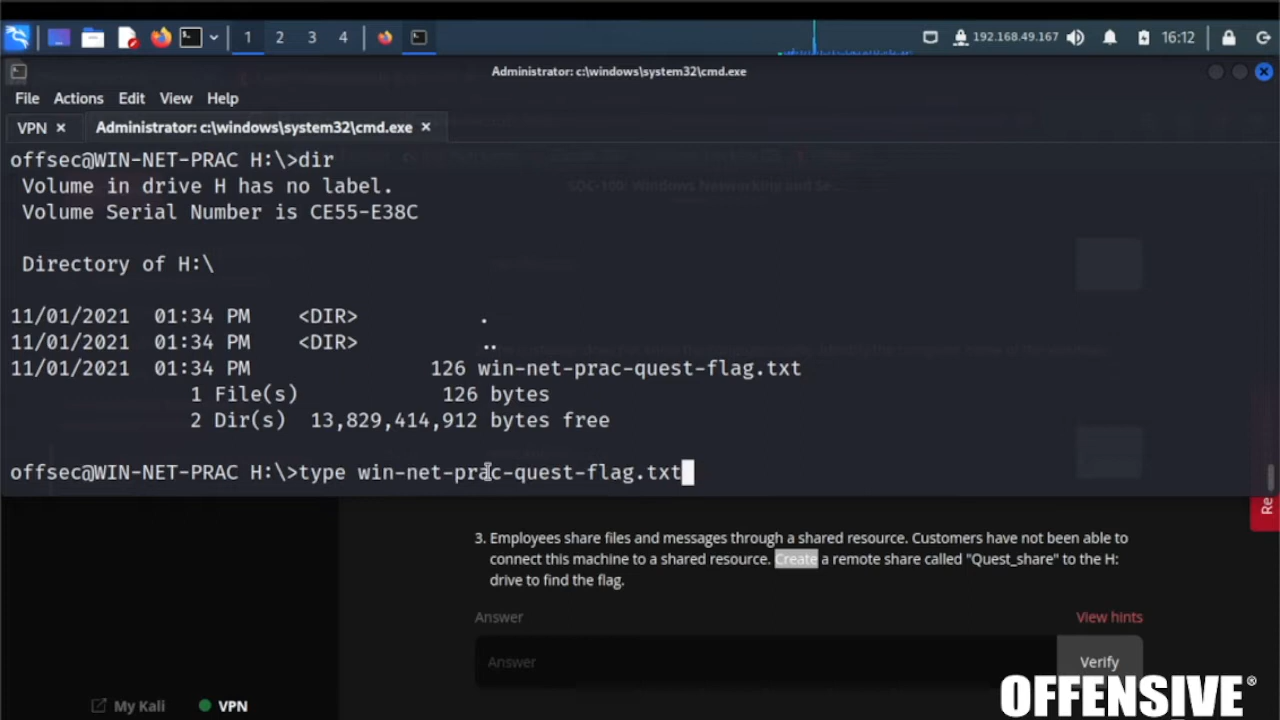 1 2 3 4 192.168.49.167 16:12
Administrator: c:\windows\system32\cmd.exe
File Actions Edit View Help
VPN Administrator: c:\windows\system32\cmd.exe
offsec@WIN-NET-PRAC H:\>dir
Volume in drive H has no label.
Volume Serial Number is CE55-E38C
Directory of H:\
11/01/2021 01:34 PM <DIR> .
11/01/2021 01:34 PM <DIR> ..
11/01/2021 01:34 PM 126 win-net-prac-quest-flag.txt
1 File(s) 126 bytes
2 Dir(s) 13,829,414,912 bytes free
offsec@WIN-NET-PRAC H:\>type win-net-prac-quest-flag.txt
3. Employees share files and messages through a shared resource. Customers have not been able to
connect this machine to a shared resource. Create a remote share called "Quest_share" to the H:
drive to find the flag.
Answer View hints
Answer Verify
My Kali VPN
OFFENSIVE®